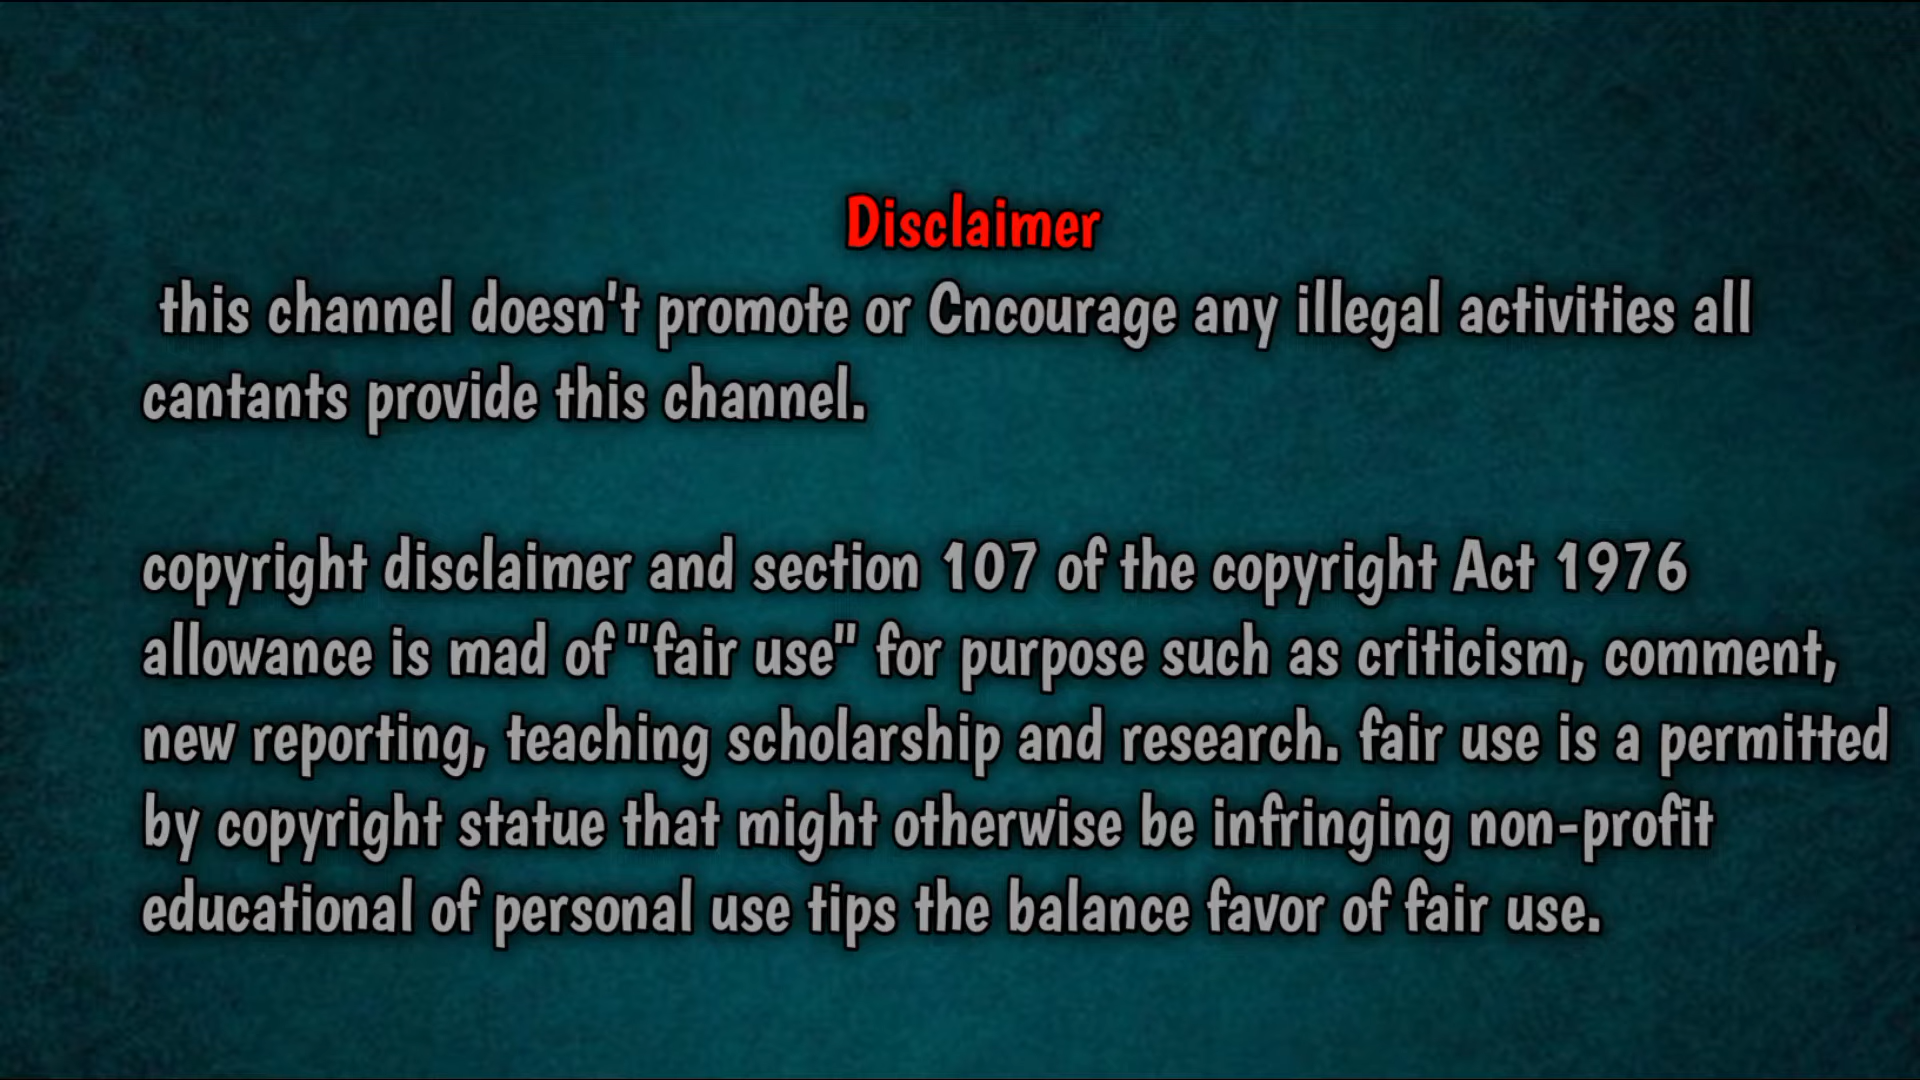 Disclaimer
this channel doesn't promote or Cncourage any illegal activities all
cantants provide this channel.
copyright disclaimer and section 107 of the copyright Act 1976
allowance is mad of "fair use" for purpose such as criticism, comment,
new reporting, teaching scholarship and research. fair use is a permitted
by copyright statue that might otherwise be infringing non-profit
educational of personal use tips the balance favor of fair use.